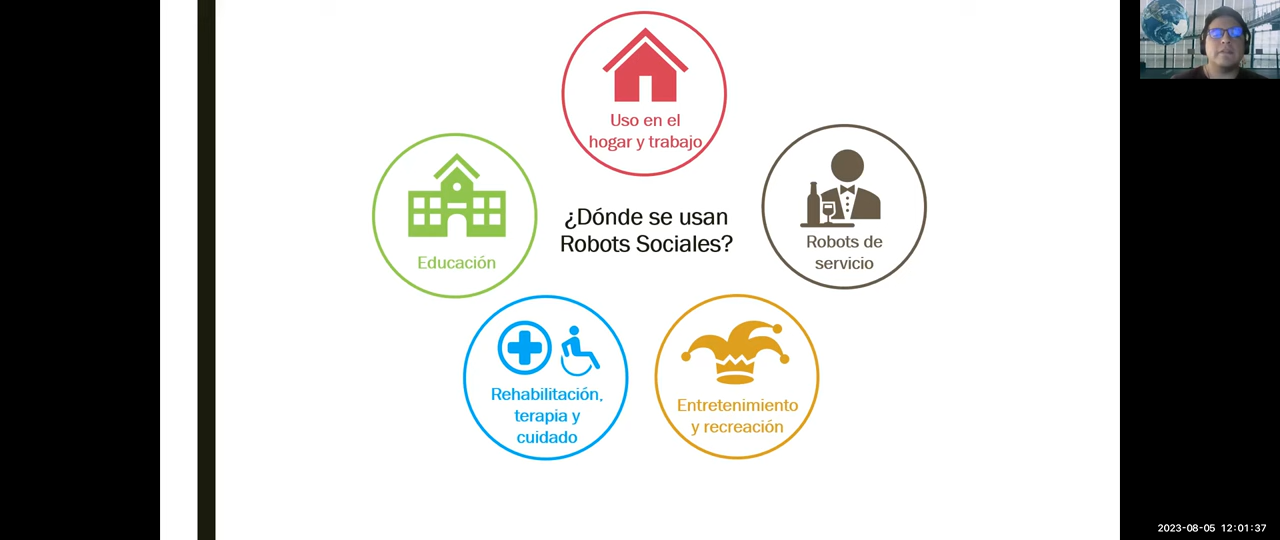 Uso en el
hogar y trabajo
Educación
¿Dónde se usan
Robots Sociales?
Robots de
servicio
Rehabilitación,
terapia y
cuidado
Entretenimiento
y recreación
2023-08-05 12:01:37